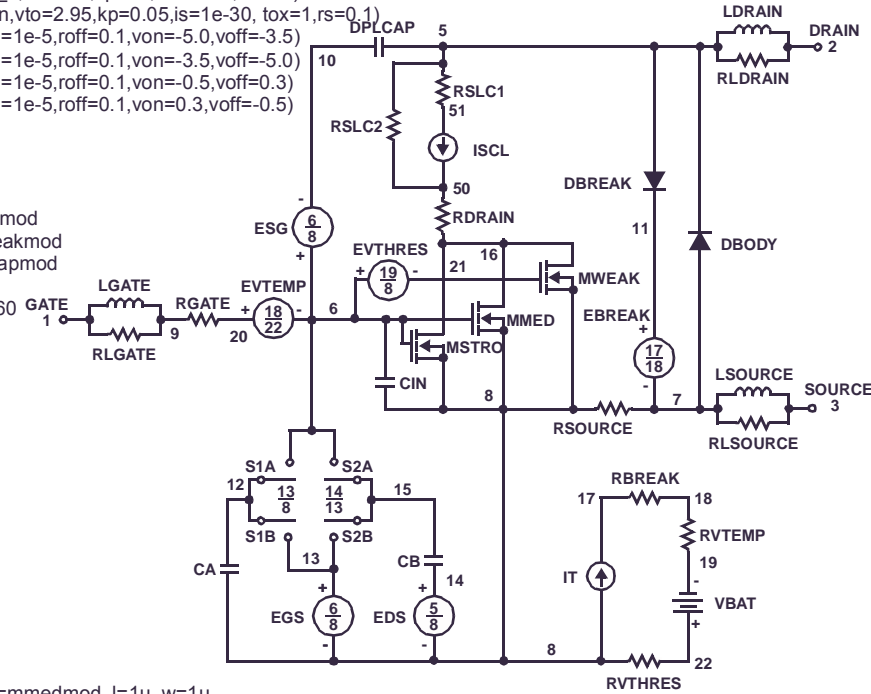 n,vto=2.95,kp=0.05,is=1e-30, tox=1,rs=0.1)
=1e-5,roff=0.1,von=-5.0,voff=-3.5)
=1e-5,roff=0.1,von=-3.5,voff=-5.0)
=1e-5,roff=0.1,von=-0.5,voff=0.3)
=1e-5,roff=0.1,von=0.3,voff=-0.5)
DPLCAP
5
10
LDRAIN
DRAIN
2
RLDRAIN
RSLC1
51
RSLC2
ISCL
50
DBREAK
RDRAIN
11
DBODY
mod
eakmod
apmod
60
-
ESG
6
8
+
EVTHRES
+
19
8
-
16
21
MWEAK
LGATE
GATE
1
RLGATE
9
RGATE
20
EVTEMP
+
18
22
-
6
MMED
MSTRO
EBREAK
+
17
18
-
CIN
8
7
RSOURCE
LSOURCE
SOURCE
3
RLSOURCE
S1A
S2A
12
13
8
14
13
15
S1B
S2B
13
CA
CB
14
+
EGS
6
8
-
+
EDS
5
8
-
RBREAK
17
18
RVTEMP
19
IT
-
VBAT
+
8
22
RVTHRES
=mmedmod l=1u w=1u